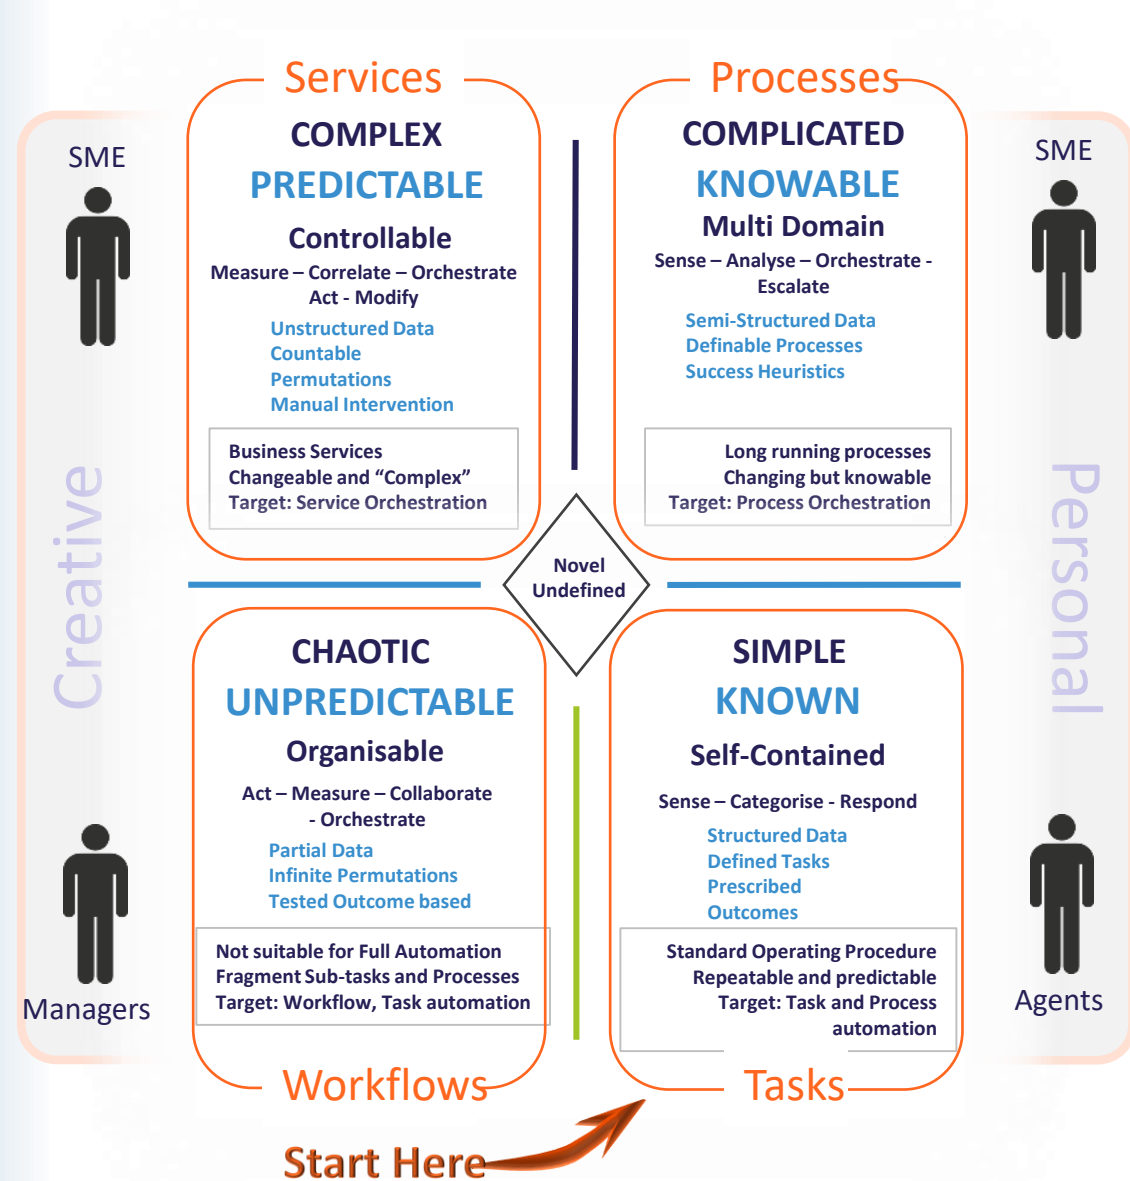 Services
COMPLEX
PREDICTABLE
Controllable
Measure – Correlate – Orchestrate
Act - Modify
Unstructured Data
Countable
Permutations
Manual Intervention
Business Services
Changeable and “Complex”
Target: Service Orchestration
Processes
COMPLICATED
KNOWABLE
Multi Domain
Sense – Analyse – Orchestrate -
Escalate
Semi-Structured Data
Definable Processes
Success Heuristics
Long running processes
Changing but knowable
Target: Process Orchestration
SME
Creative
Managers
SME
Personal
Agents
Novel
Undefined
CHAOTIC
UNPREDICTABLE
Organisable
Act – Measure – Collaborate
- Orchestrate
Partial Data
Infinite Permutations
Tested Outcome based
Not suitable for Full Automation
Fragment Sub-tasks and Processes
Target: Workflow, Task automation
Workflows
SIMPLE
KNOWN
Self-Contained
Sense – Categorise - Respond
Structured Data
Defined Tasks
Prescribed
Outcomes
Standard Operating Procedure
Repeatable and predictable
Target: Task and Process
automation
Tasks
Start Here